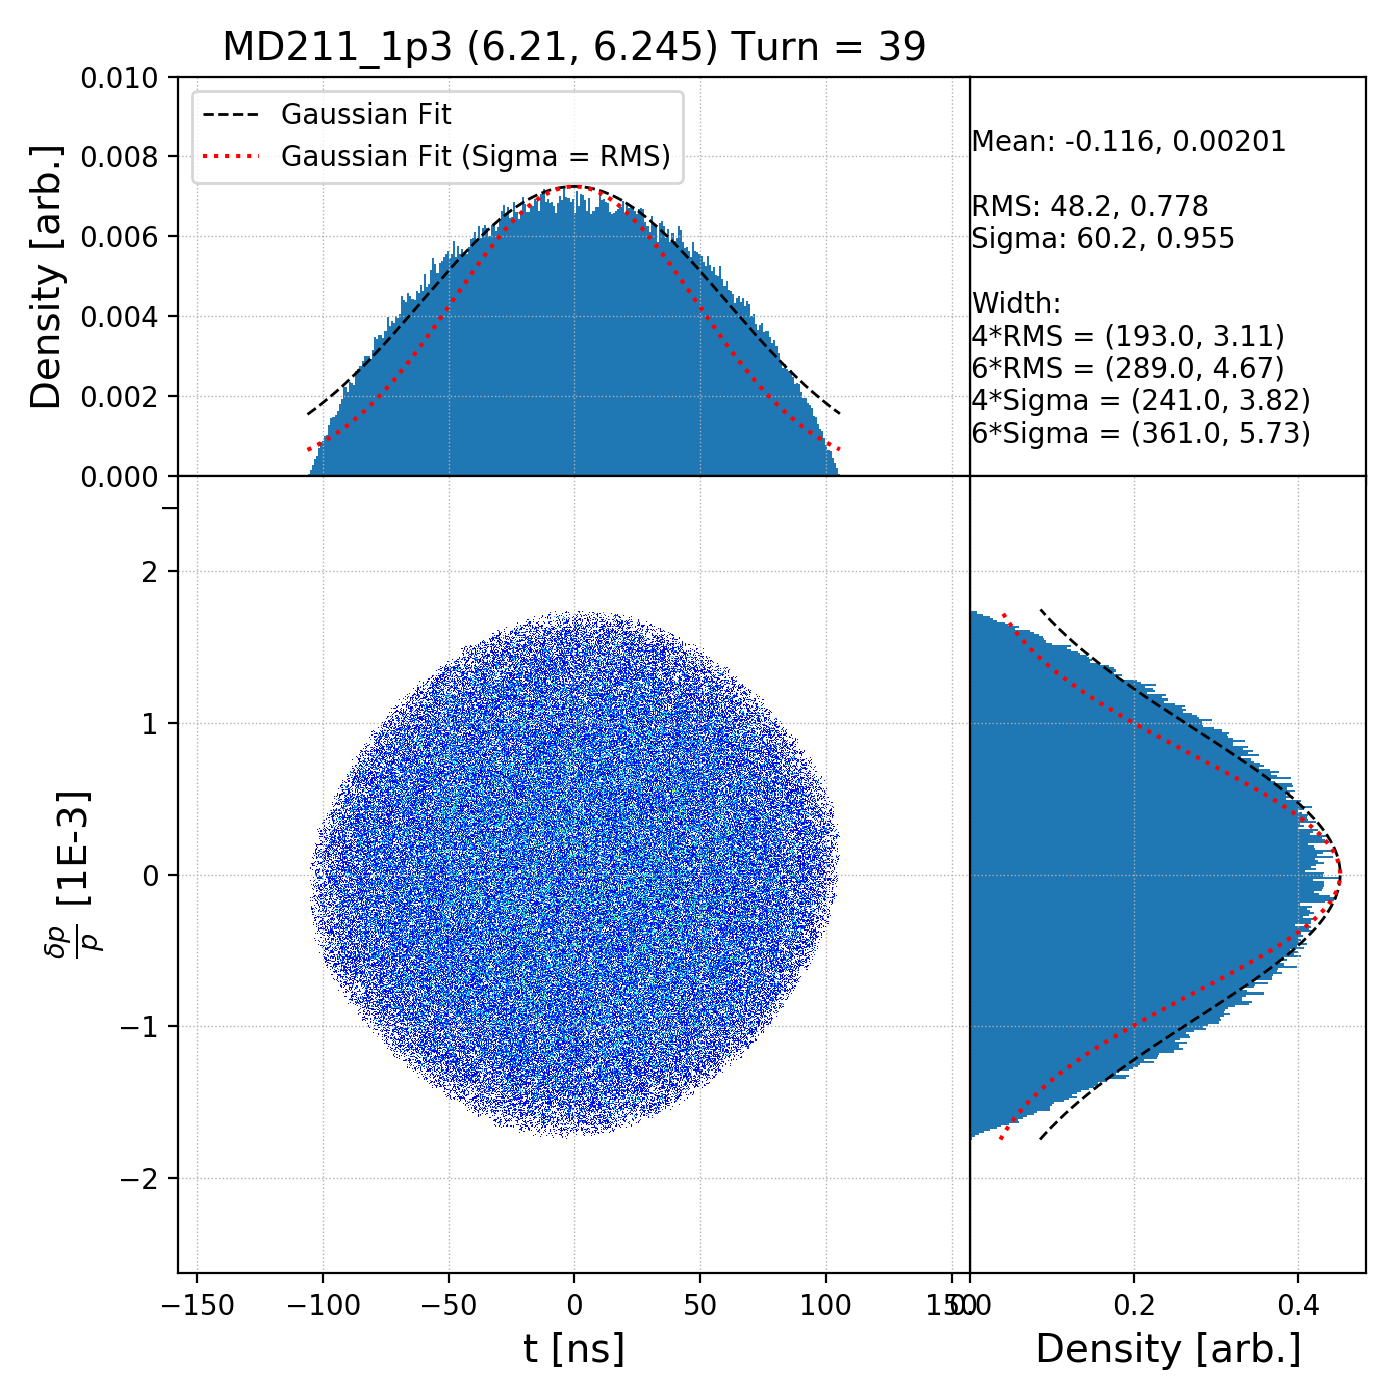 MD211_1p3 (6.21, 6.245) Turn = 39
Density [arb.]
0.010
0.008
0.006
0.004
0.002
0.000
Gaussian Fit
Gaussian Fit (Sigma = RMS)
Mean: -0.116, 0.00201
RMS: 48.2, 0.778
Sigma: 60.2, 0.955
Width:
4*RMS = (193.0, 3.11)
6*RMS = (289.0, 4.67)
4*Sigma = (241.0, 3.82)
6*Sigma = (361.0, 5.73)
δp/p [1E-3]
2
1
0
−1
−2
−150 −100 −50 0 50 100 150
t [ns]
0.0 0.2 0.4
Density [arb.]